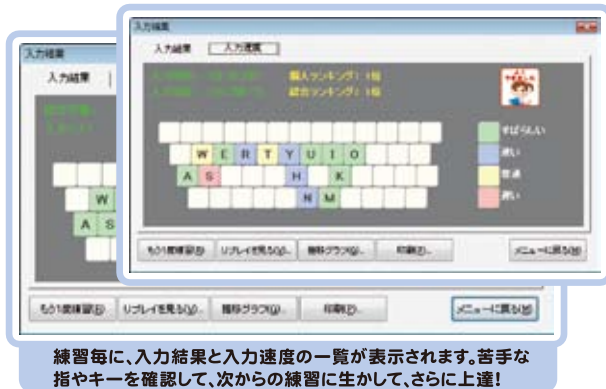 入力結果
入力結果
入力速度
個人ランキング: 1位
総合ランキング: 1位
W E R T Y U I O
A S H K
N M
すばらしい
速い
普通
遅い
もう1度練習(R)
リプレイを見る(V)...
推移グラフ(G)...
印刷(P)...
メニューに戻る(M)
入力結果
入力結果
W
A S
もう1度練習(R)
リプレイを見る(V)...
推移グラフ(G)...
印刷(P)...
メニューに戻る(M)
練習毎に、入力結果と入力速度の一覧が表示されます。苦手な
指やキーを確認して、次からの練習に生かして、さらに上達!